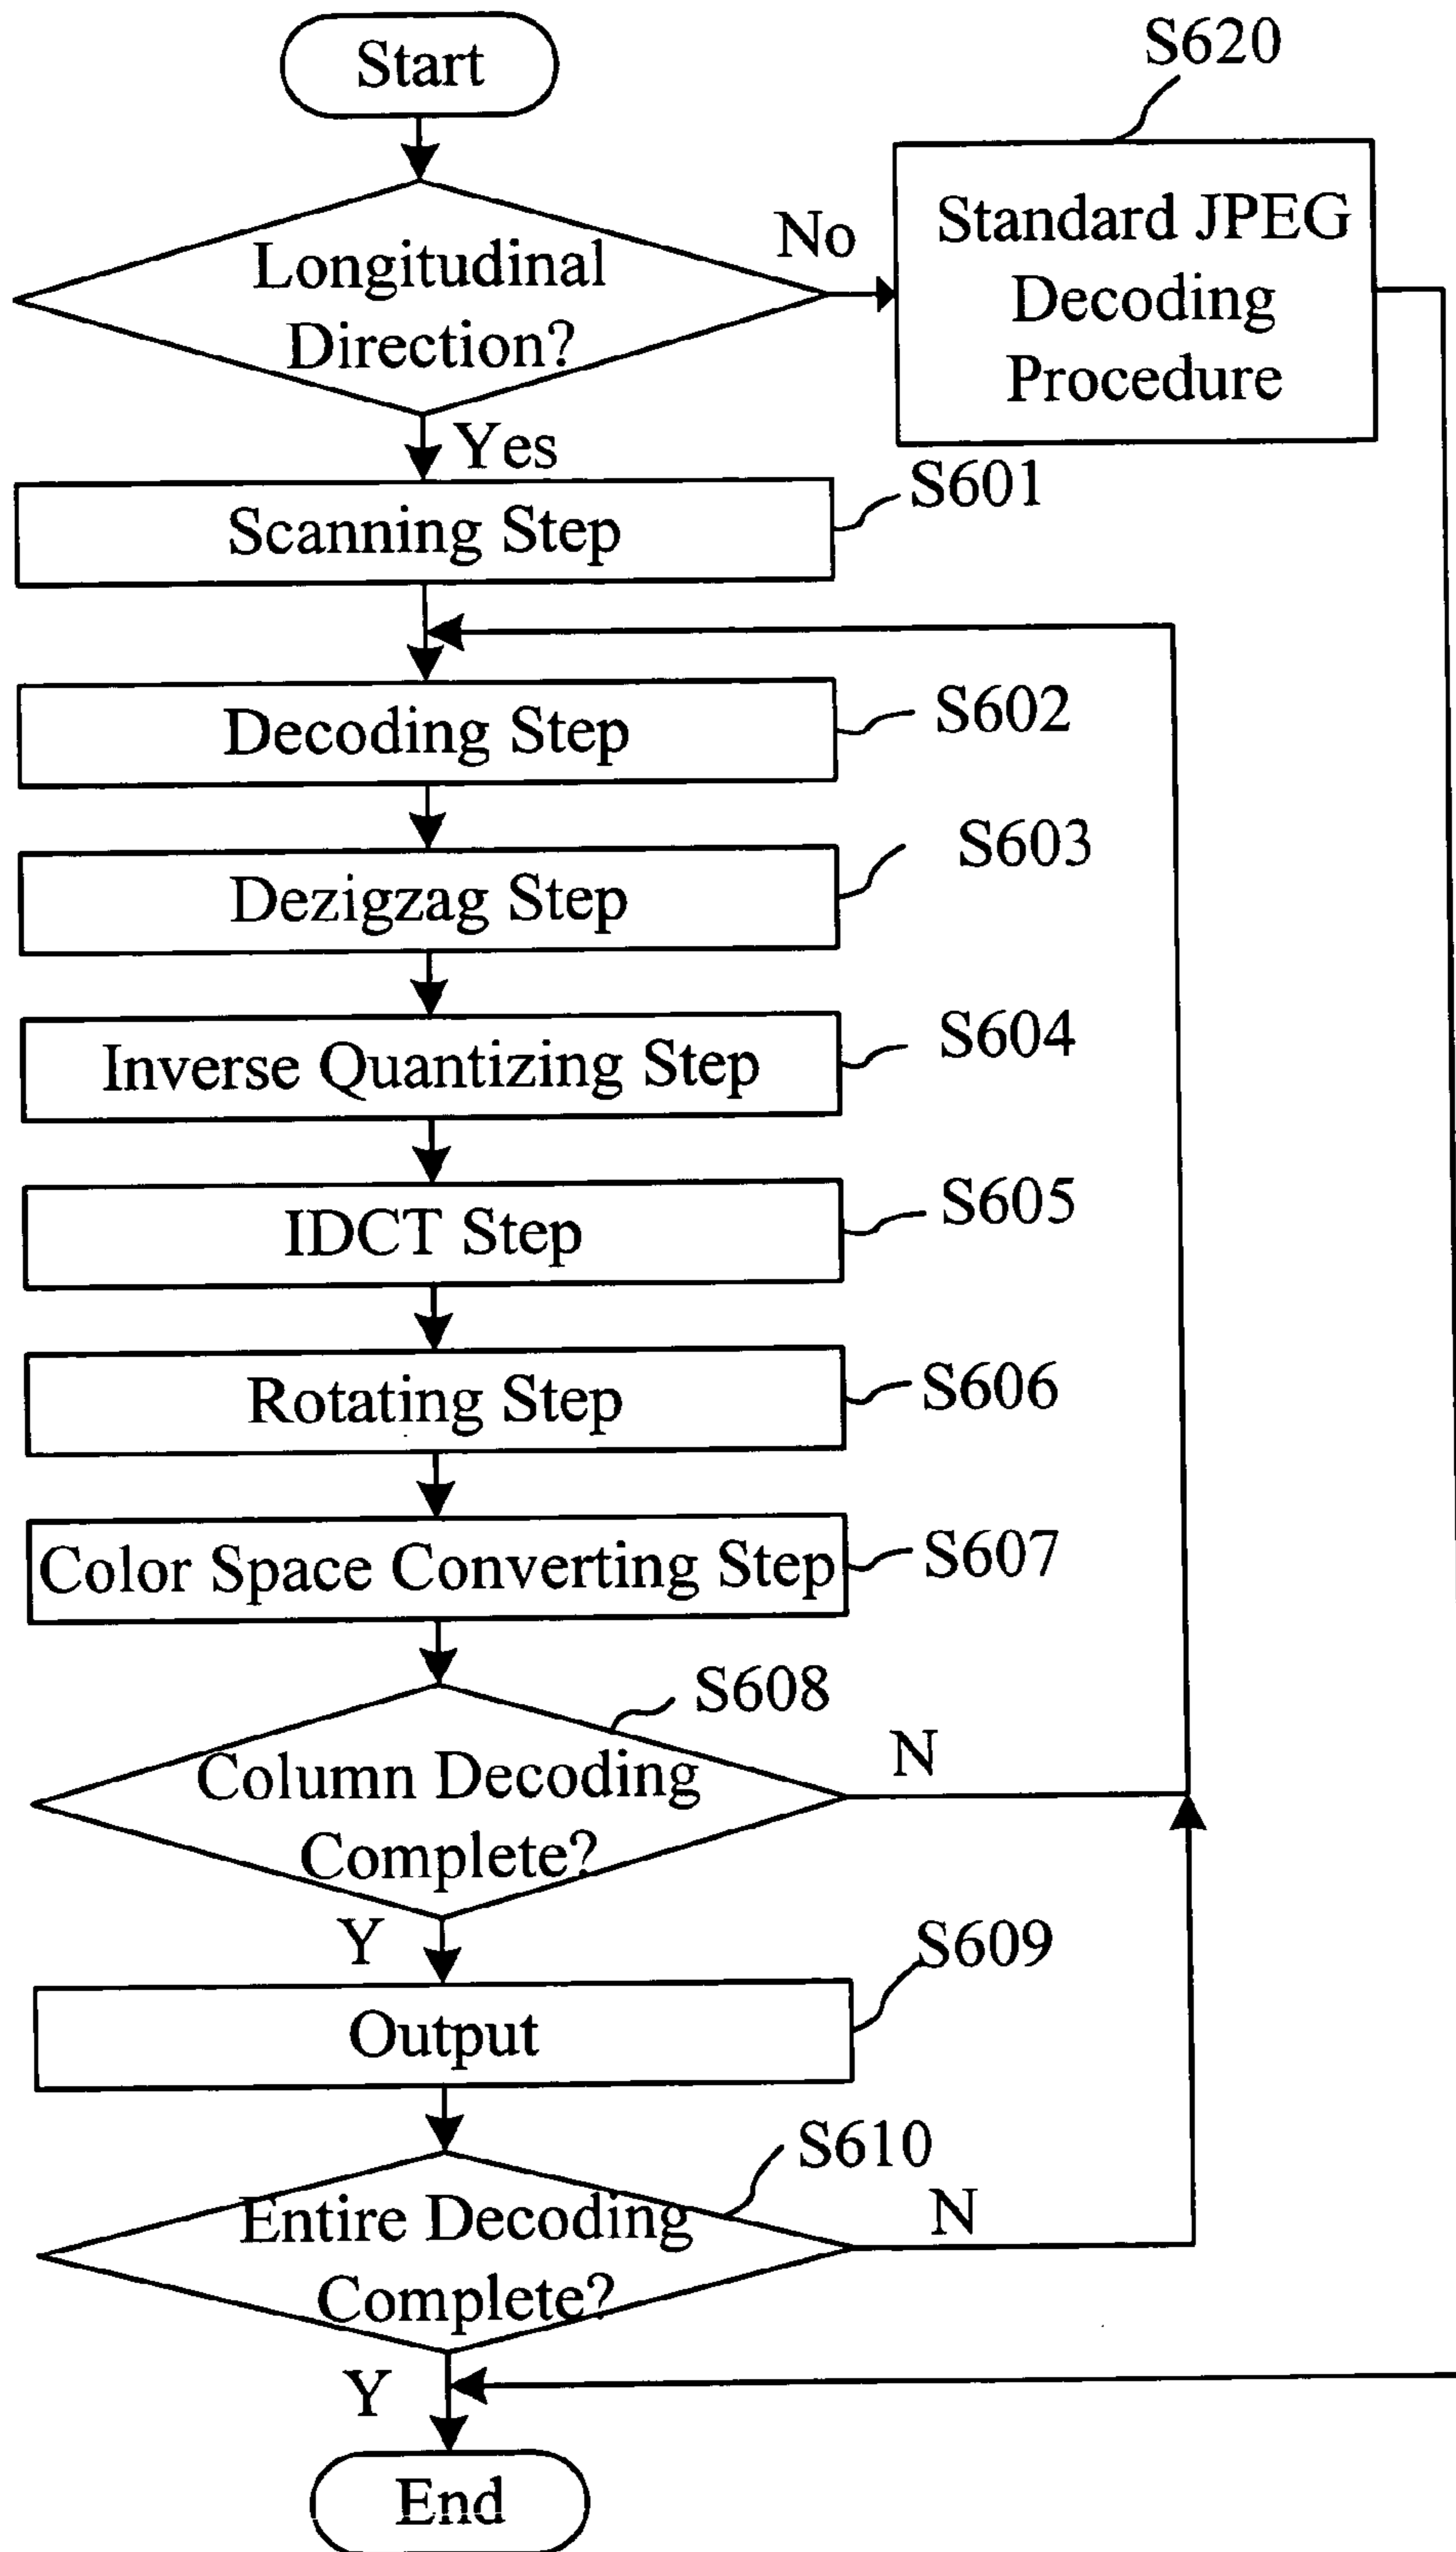 Start
S620
Longitudinal
Direction?
No
Standard JPEG
Decoding
Procedure
Yes
Scanning Step
S601
Decoding Step
S602
Dezigzag Step
S603
Inverse Quantizing Step
S604
IDCT Step
S605
Rotating Step
S606
Color Space Converting Step
S607
S608
Column Decoding
Complete?
N
Y
S609
Output
S610
Entire Decoding
Complete?
N
Y
End